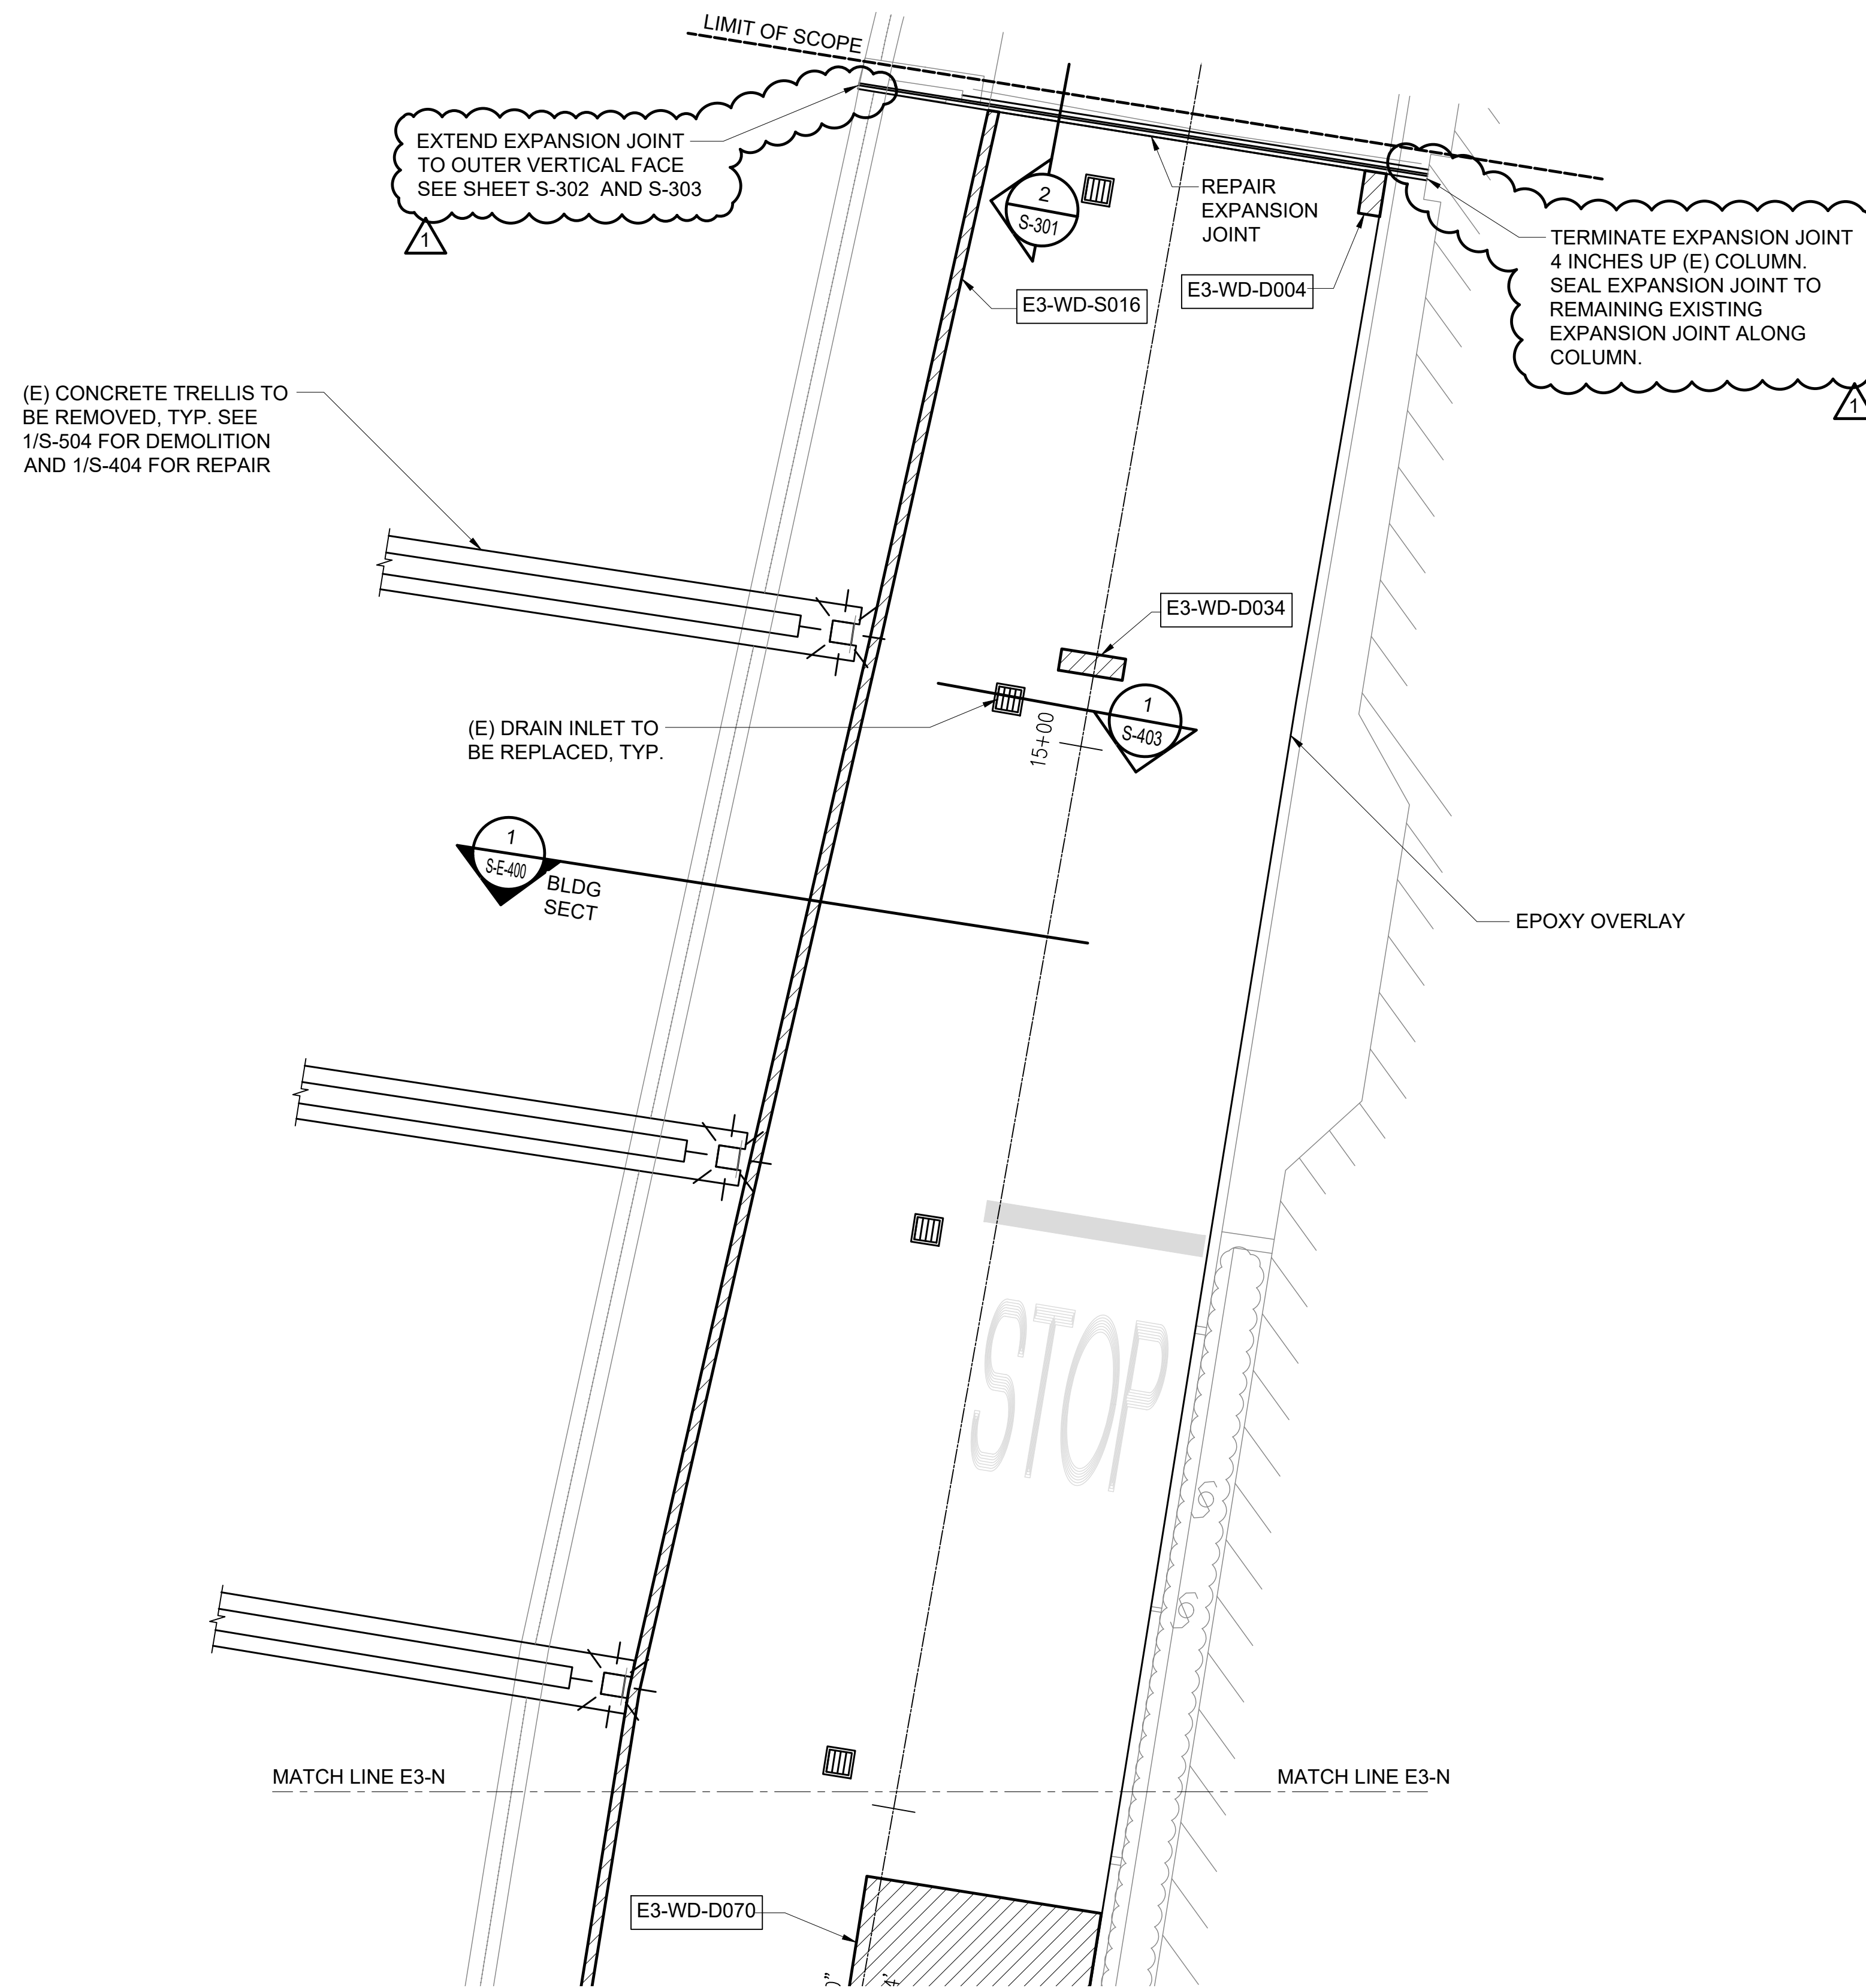 LIMIT OF SCOPE
EXTEND EXPANSION JOINT
TO OUTER VERTICAL FACE
SEE SHEET S-302 AND S-303
1
2
S-301
REPAIR
EXPANSION
JOINT
TERMINATE EXPANSION JOINT
4 INCHES UP (E) COLUMN.
SEAL EXPANSION JOINT TO
REMAINING EXISTING
EXPANSION JOINT ALONG
COLUMN.
1
E3-WD-S016
E3-WD-D004
(E) CONCRETE TRELLIS TO
BE REMOVED, TYP. SEE
1/S-504 FOR DEMOLITION
AND 1/S-404 FOR REPAIR
E3-WD-D034
(E) DRAIN INLET TO
BE REPLACED, TYP.
15+00
1
S-403
1
S-E-400
BLDG
SECT
EPOXY OVERLAY
STOP
MATCH LINE E3-N
MATCH LINE E3-N
E3-WD-D070